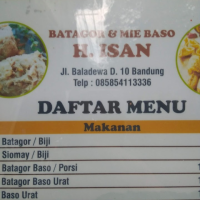 BATAGOR & MIE BASO
H. ISAN
Jl. Baladewa D. 10 Bandung
Telp : 085854113336
DAFTAR MENU
Makanan
Batagor / Biji
Siomay / Biji
Batagor Baso / Porsi
Batagor Baso Urat
Baso Urat